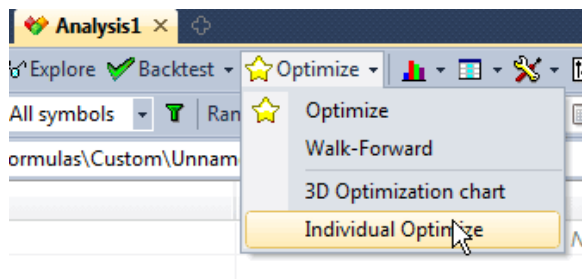 Analysis1
Explore Backtest Optimize
All symbols Ran
Optimize
ormulas\Custom\Unnam
Walk-Forward
3D Optimization chart
Individual Optimize
N